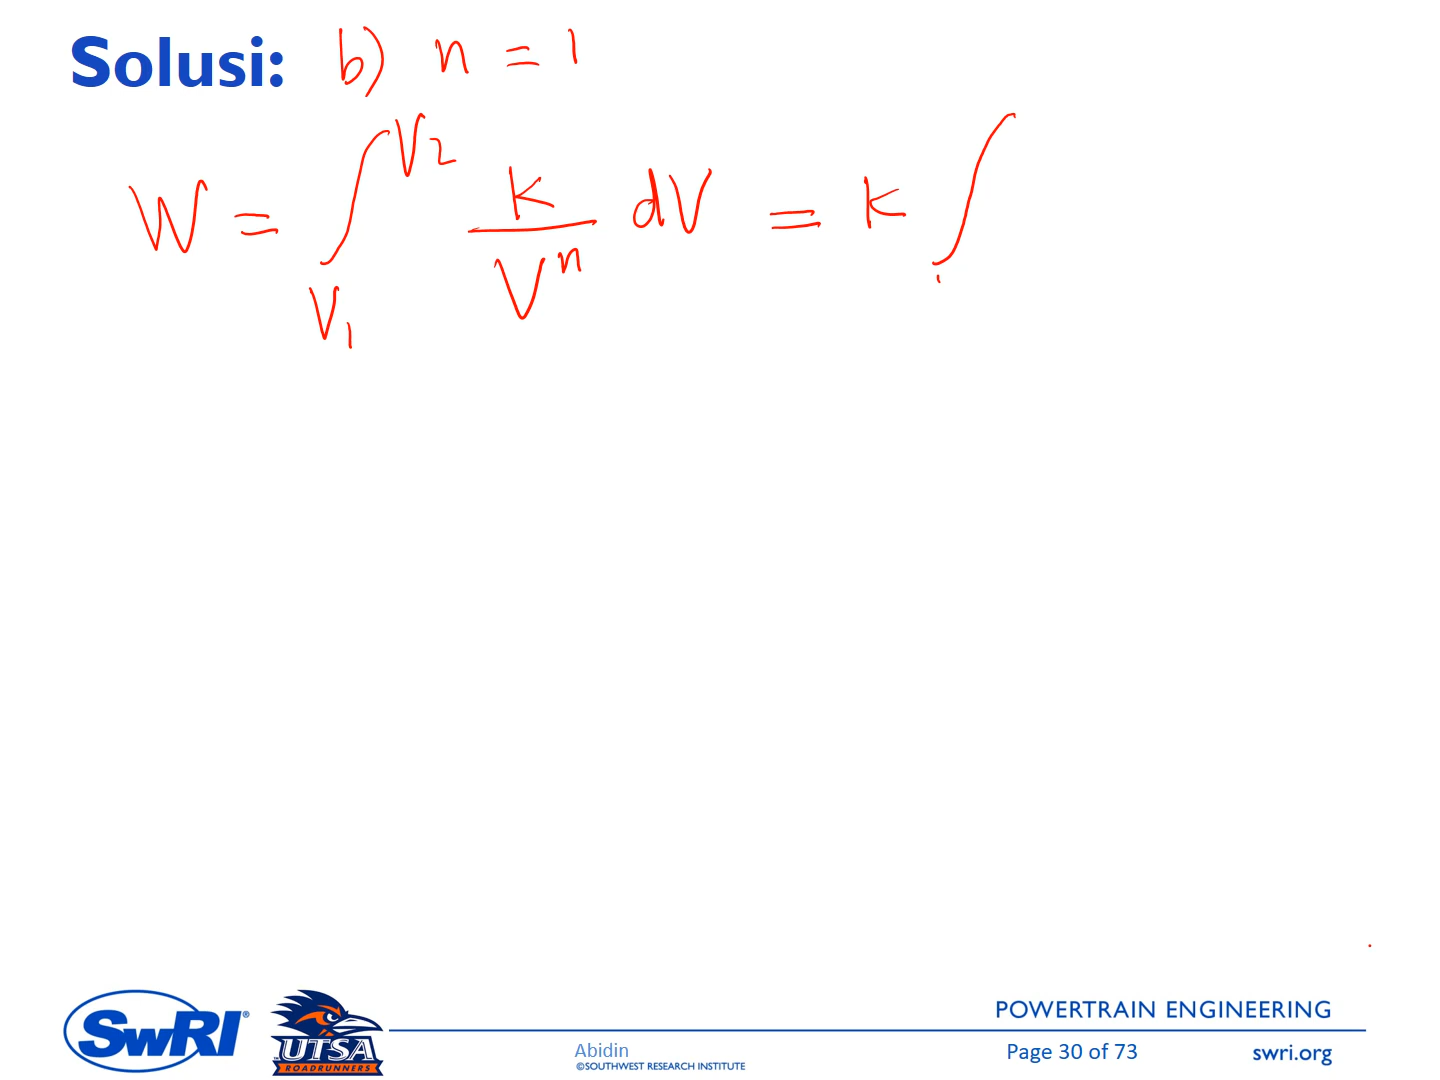 Solusi: b) n = 1
W = ∫ V2 V1 K / V^n dV = K ∫
SwRI®
UTSA
ROADRUNNERS
Abidin
©SOUTHWEST RESEARCH INSTITUTE
POWERTRAIN ENGINEERING
Page 30 of 73
swri.org